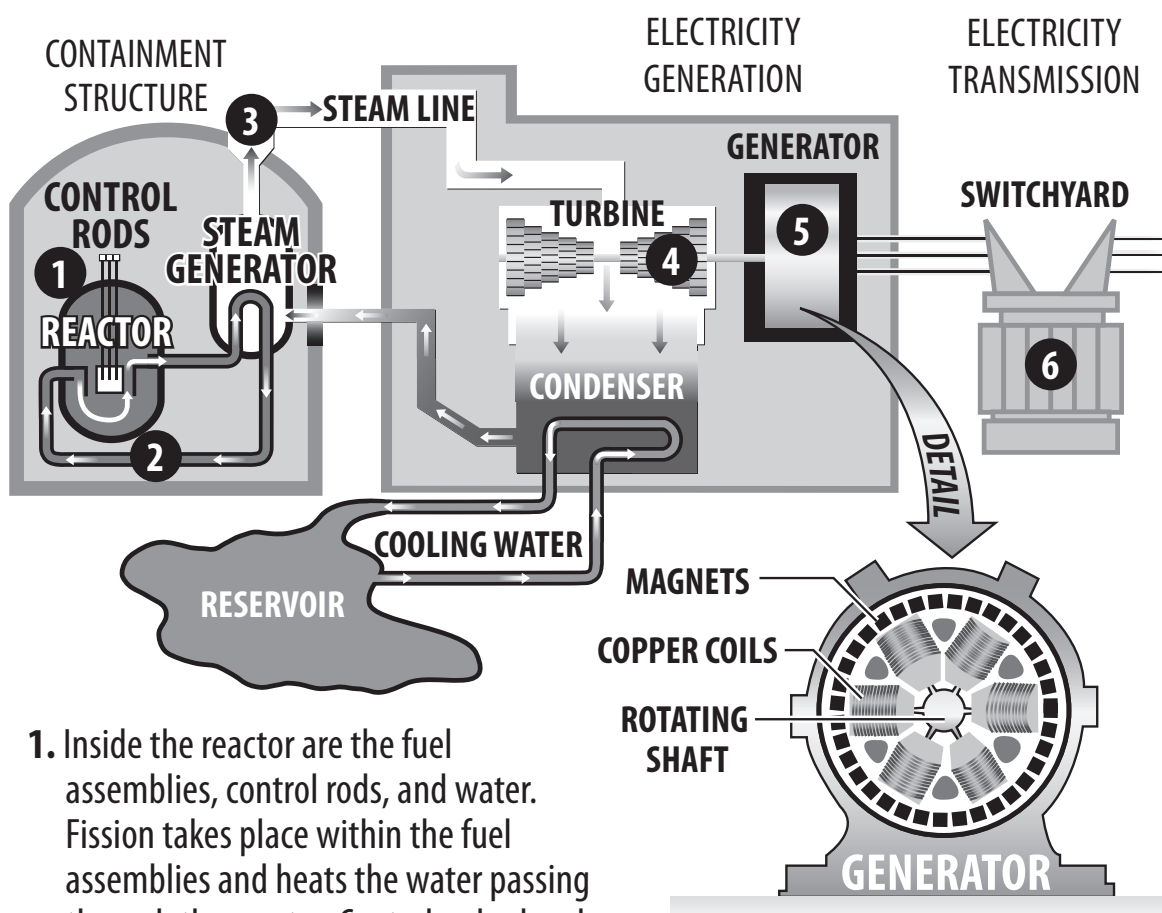 CONTAINMENT
STRUCTURE
ELECTRICITY
GENERATION
ELECTRICITY
TRANSMISSION
3
STEAM LINE
GENERATOR
CONTROL
RODS
1
REACTOR
STEAM
GENERATOR
2
TURBINE
4
5
SWITCHYARD
6
CONDENSER
DETAIL
COOLING WATER
RESERVOIR
MAGNETS
COPPER COILS
ROTATING
SHAFT
GENERATOR
1. Inside the reactor are the fuel
assemblies, control rods, and water.
Fission takes place within the fuel
assemblies and heats the water passing